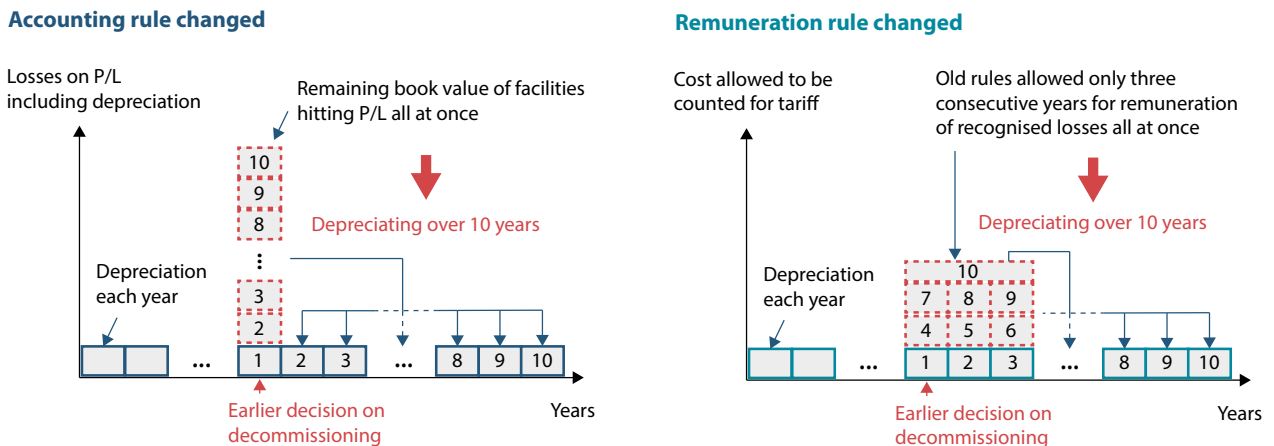 Accounting rule changed
Losses on P/L
including depreciation
Remaining book value of facilities
hitting P/L all at once
10
9
8
Depreciating over 10 years
Depreciation
each year
3
2
...
1
2
3
...
8
9
10
Earlier decision on
decommissioning
Years
Remuneration rule changed
Cost allowed to be
counted for tariff
Old rules allowed only three
consecutive years for remuneration
of recognised losses all at once
Depreciating over 10 years
Depreciation
each year
10
7
8
9
4
5
6
...
1
2
3
...
8
9
10
Earlier decision on
decommissioning
Years